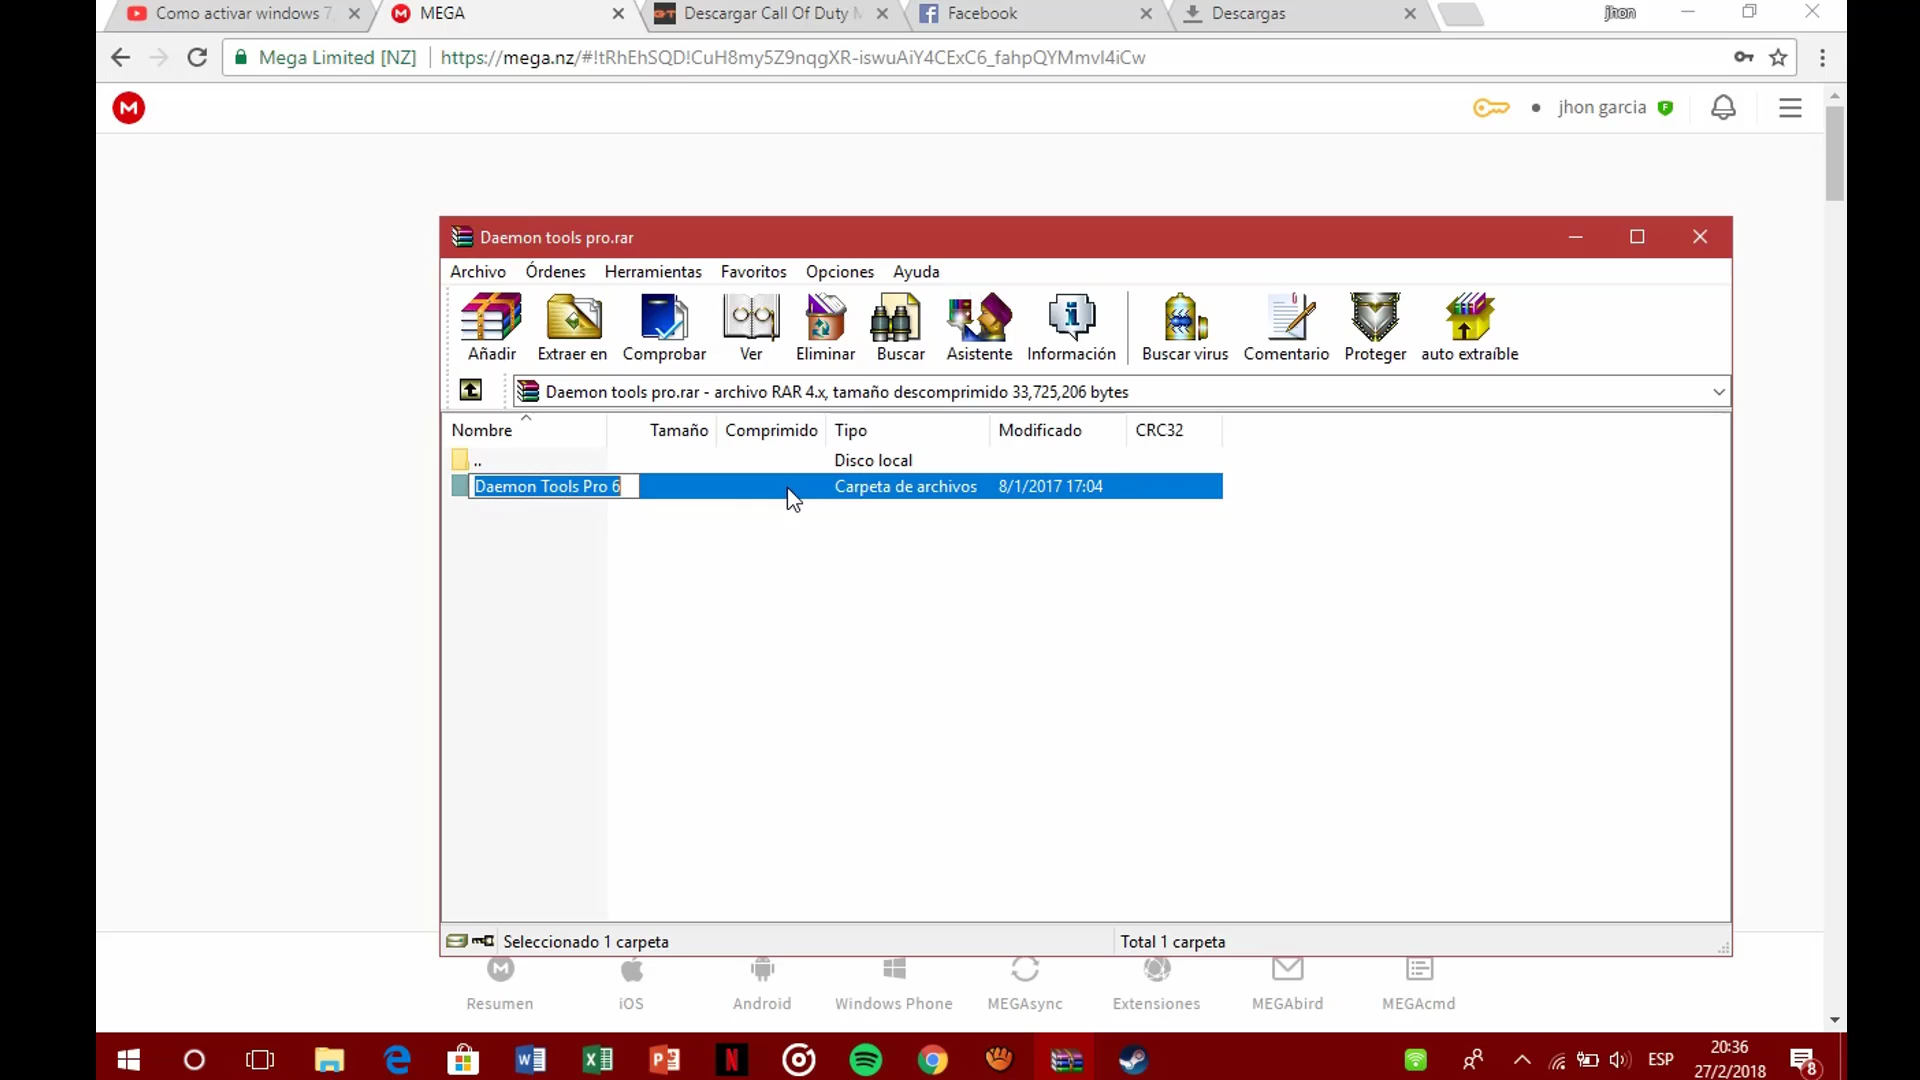 Como activar windows 7
MEGA
Descargar Call Of Duty M
Facebook
Descargas
jhon
Mega Limited [NZ]
https://mega.nz/#!tRhEhSQD!CuH8my5Z9nqgXR-iswuAiY4CExC6_fahpQYMmvI4iCw
M
jhon garcia
Daemon tools pro.rar
Archivo Órdenes Herramientas Favoritos Opciones Ayuda
Añadir Extraer en Comprobar Ver Eliminar Buscar Asistente Información Buscar virus Comentario Proteger auto extraíble
Daemon tools pro.rar - archivo RAR 4.x, tamaño descomprimido 33,725,206 bytes
Nombre Tamaño Comprimido Tipo Modificado CRC32
.. Disco local
Daemon Tools Pro 6 Carpeta de archivos 8/1/2017 17:04
Seleccionado 1 carpeta Total 1 carpeta
Resumen iOS Android Windows Phone MEGAsync Extensiones MEGAbird MEGAcmd
ESP
20:36
27/2/2018
8